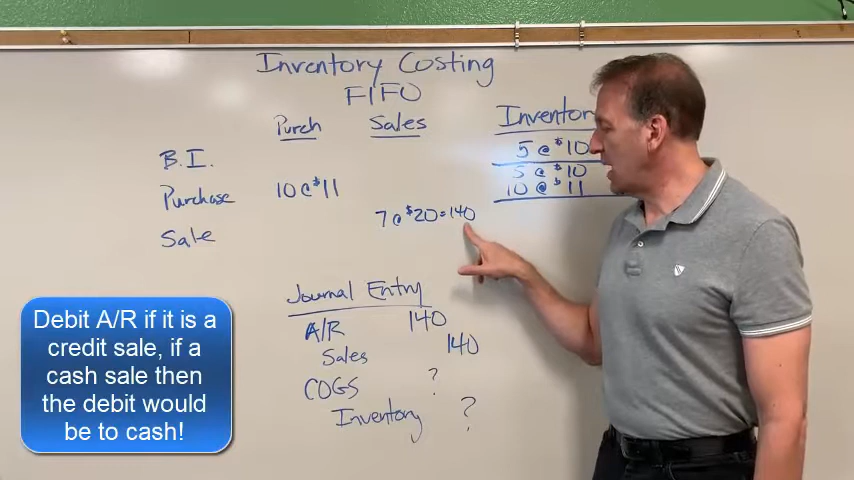 Inventory Costing
FIFO
Purch Sales Inventor
B.I. 5 @ $10
5 @ $10
Purchase 10 @ $11 10 @ $11
Sale 7 @ $20 = 140
Journal Entry
A/R 140
Sales 140
COGS ?
Inventory ?
Debit A/R if it is a
credit sale, if a
cash sale then
the debit would
be to cash!